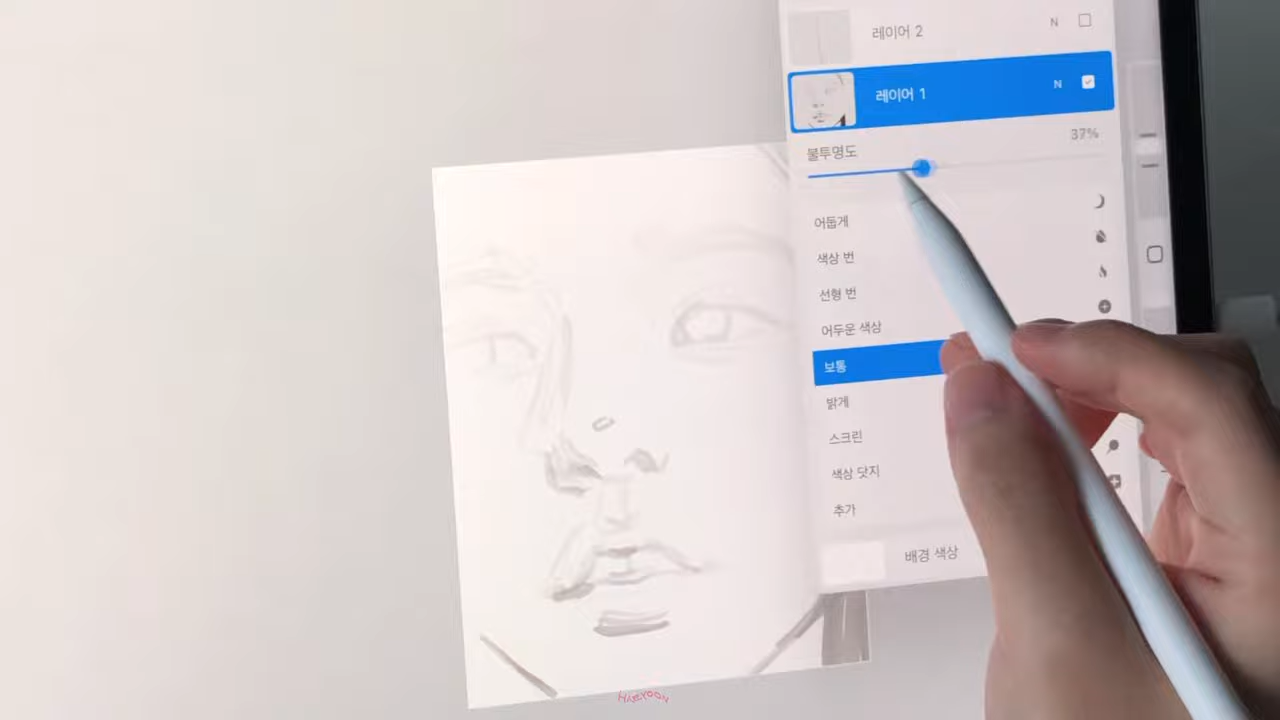 레이어 2 N
레이어 1 N
불투명도 37%
어둡게
색상 번
선형 번
어두운 색상
보통
밝게
스크린
색상 닷지
추가
배경 색상
HAEYOON